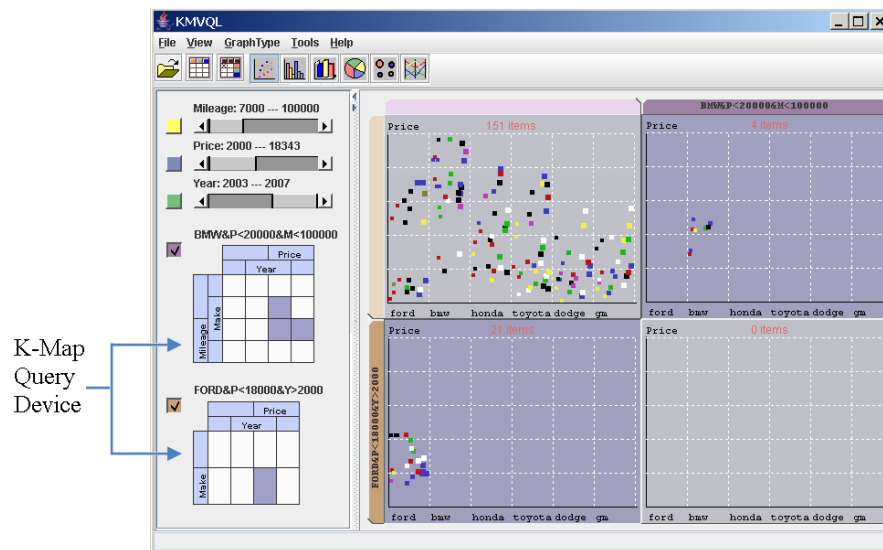 KMVQL
File View GraphType Tools Help
Mileage: 7000 --- 100000
Price: 2000 --- 18343
Year: 2003 --- 2007
BMW&P<20000&M<100000
Price
Year
Make
Mileage
FORD&P<18000&Y>2000
Price
Year
Make
K-Map
Query
Device
BMW&P<20000&M<100000
Price
151 items
ford bmw honda toyota dodge gm
Price
4 items
ford bmw honda toyota dodge gm
FORD&P<18000&Y>2000
Price
21 items
ford bmw honda toyota dodge gm
Price
0 items
ford bmw honda toyota dodge gm